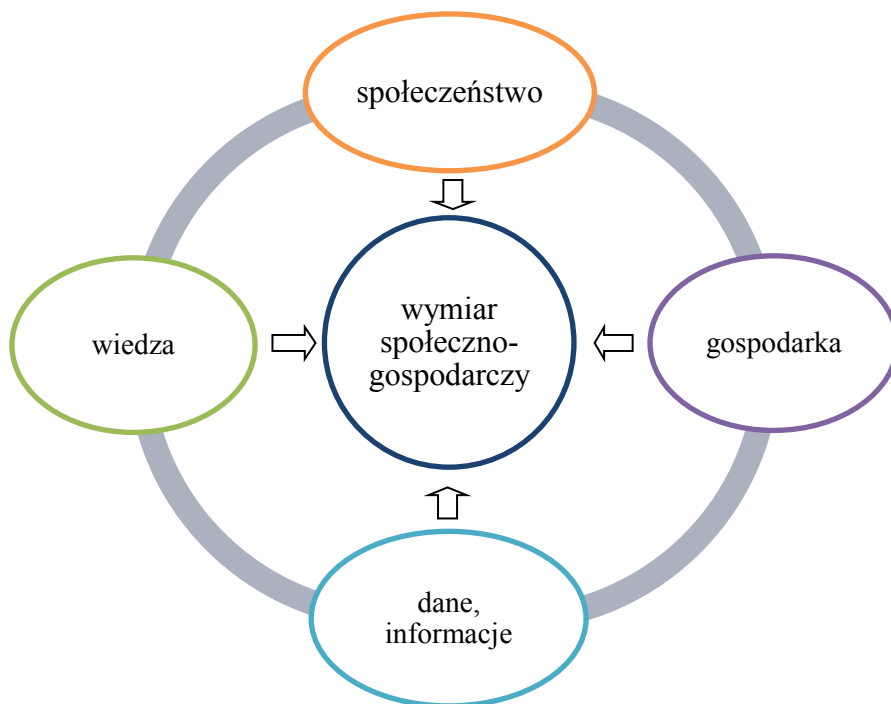 społeczeństwo
wiedza
wymiar
społeczno-
gospodarczy
gospodarka
dane,
informacje